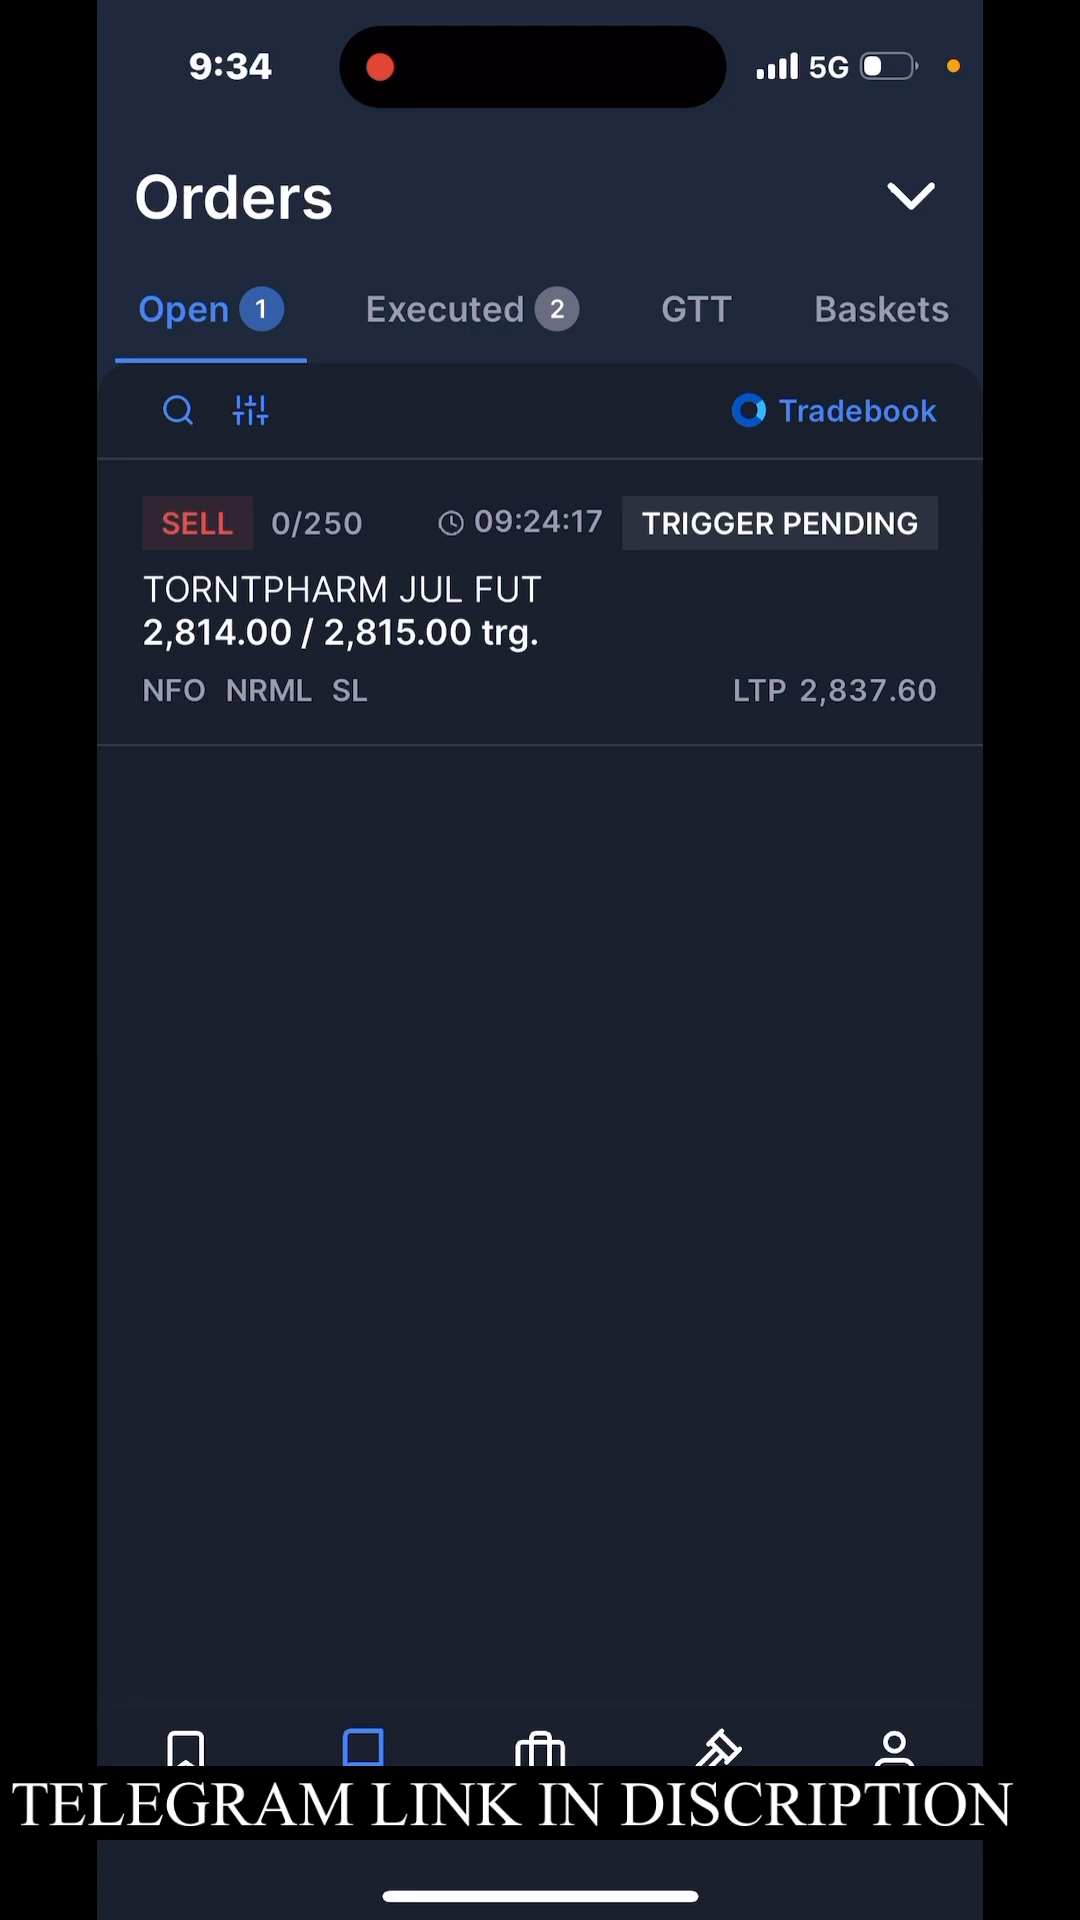 9:34
5G
Orders
Open 1 Executed 2 GTT Baskets
Tradebook
SELL 0/250 09:24:17 TRIGGER PENDING
TORNTPHARM JUL FUT
2,814.00 / 2,815.00 trg.
NFO NRML SL LTP 2,837.60
TELEGRAM LINK IN DISCRIPTION